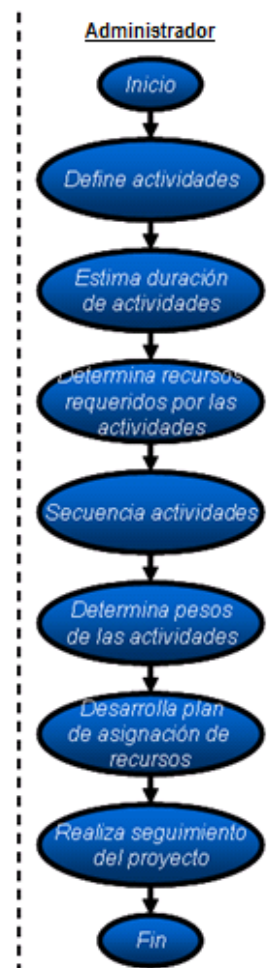 Administrador
Inicio
Define actividades
Estima duración
de actividades
Determina recursos
requeridos por las
actividades
Secuencia actividades
Determina pesos
de las actividades
Desarrolla plan
de asignación de
recursos
Realiza seguimiento
del proyecto
Fin